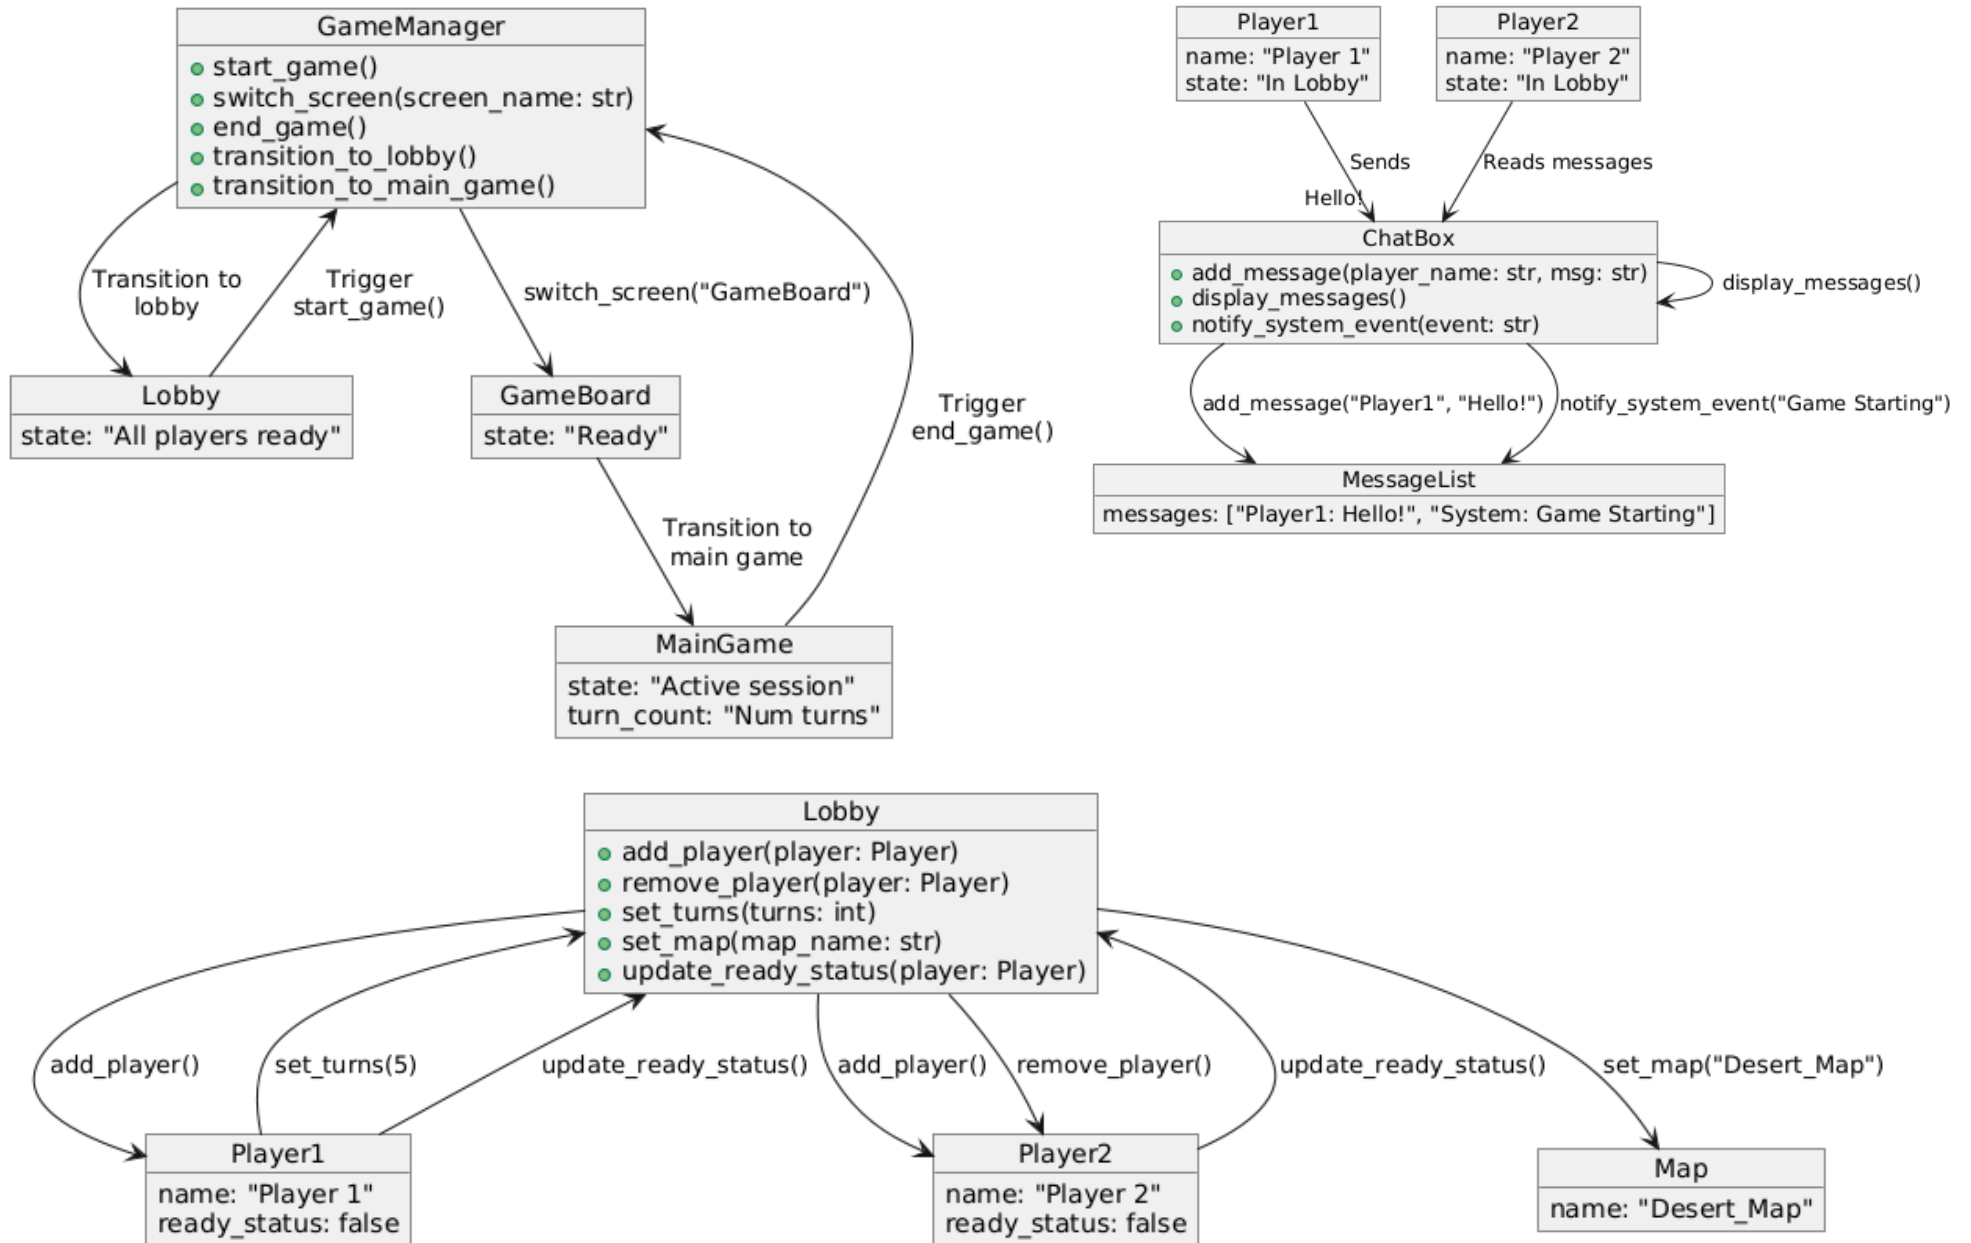 GameManager
start_game()
switch_screen(screen_name: str)
end_game()
transition_to_lobby()
transition_to_main_game()
Transition to
lobby
Trigger
start_game()
switch_screen("GameBoard")
Lobby
state: "All players ready"
GameBoard
state: "Ready"
Trigger
end_game()
Transition to
main game
MainGame
state: "Active session"
turn_count: "Num turns"
Player1
name: "Player 1"
state: "In Lobby"
Player2
name: "Player 2"
state: "In Lobby"
Sends
Hello!
Reads messages
ChatBox
add_message(player_name: str, msg: str)
display_messages()
notify_system_event(event: str)
display_messages()
add_message("Player1", "Hello!")
notify_system_event("Game Starting")
MessageList
messages: ["Player1: Hello!", "System: Game Starting"]
Lobby
add_player(player: Player)
remove_player(player: Player)
set_turns(turns: int)
set_map(map_name: str)
update_ready_status(player: Player)
add_player()
set_turns(5)
update_ready_status()
add_player()
remove_player()
update_ready_status()
set_map("Desert_Map")
Player1
name: "Player 1"
ready_status: false
Player2
name: "Player 2"
ready_status: false
Map
name: "Desert_Map"